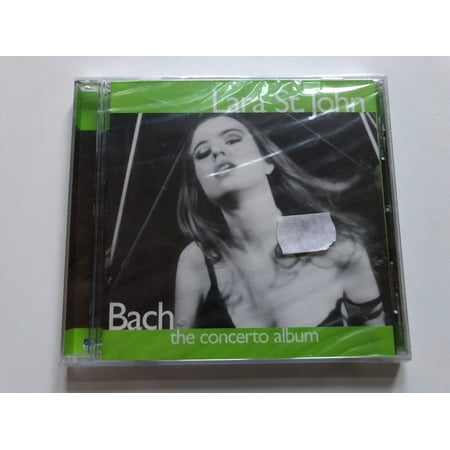 Lara St. John
Bach
the concerto album